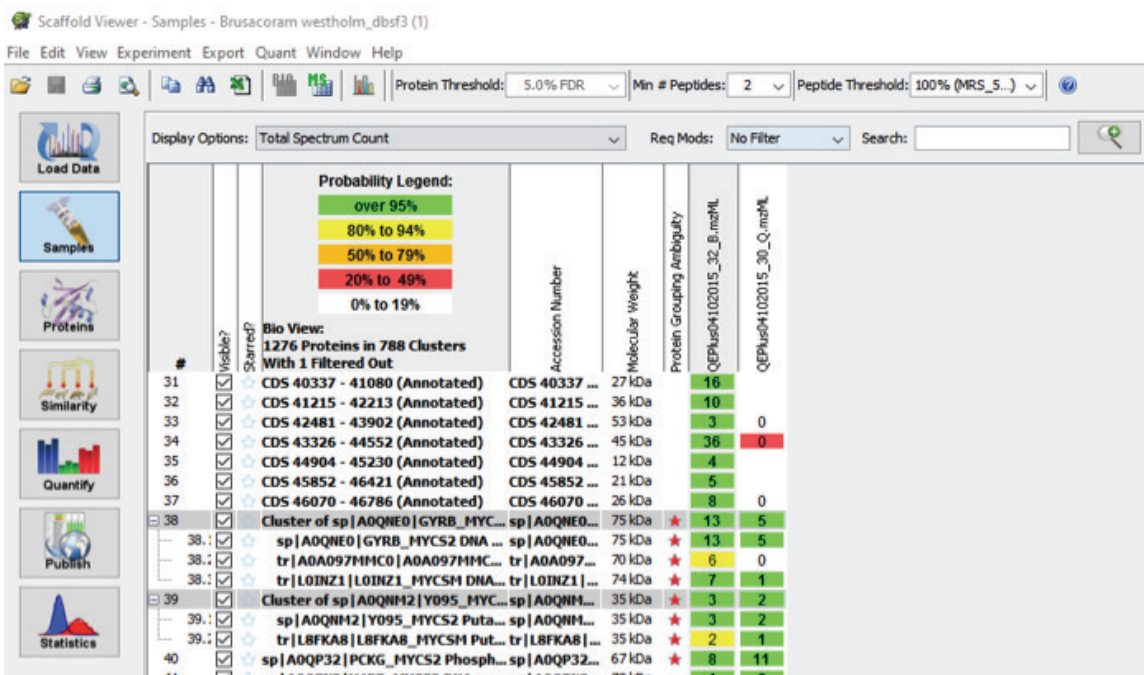 Scaffold Viewer - Samples - Brusacoram westholm_dbsf3 (1)
File Edit View Experiment Export Quant Window Help
Protein Threshold: 5.0% FDR Min # Peptides: 2 Peptide Threshold: 100% (MRS_5...)
Display Options: Total Spectrum Count Req Mods: No Filter Search:
Load Data
Samples
Proteins
Similarity
Quantify
Publish
Statistics
Probability Legend:
over 95%
80% to 94%
50% to 79%
20% to 49%
0% to 19%
Bio View:
1276 Proteins in 788 Clusters
With 1 Filtered Out
#
Visible?
Starred?
Accession Number
Molecular Weight
Protein Grouping Ambiguity
QEPlus04102015_32_B.mzML
QEPlus04102015_30_Q.mzML
31 CDS 40337 - 41080 (Annotated) CDS 40337 ... 27 kDa 16
32 CDS 41215 - 42213 (Annotated) CDS 41215 ... 36 kDa 10
33 CDS 42481 - 43902 (Annotated) CDS 42481 ... 53 kDa 3 0
34 CDS 43326 - 44552 (Annotated) CDS 43326 ... 45 kDa 36 0
35 CDS 44904 - 45230 (Annotated) CDS 44904 ... 12 kDa 4
36 CDS 45852 - 46421 (Annotated) CDS 45852 ... 21 kDa 5
37 CDS 46070 - 46786 (Annotated) CDS 46070 ... 26 kDa 8 0
38 Cluster of sp|A0QNE0|GYRB_MYC... sp|A0QNE0... 75 kDa 13 5
38.: sp|A0QNE0|GYRB_MYCS2 DNA ... sp|A0QNE0... 75 kDa 13 5
38.: tr|A0A097MMC0|A0A097MMC... tr|A0A097... 70 kDa 6 0
38.: tr|L0INZ1|L0INZ1_MYCSM DNA... tr|L0INZ1|... 74 kDa 7 1
39 Cluster of sp|A0QNM2|Y095_MYC... sp|A0QNM... 35 kDa 3 2
39.: sp|A0QNM2|Y095_MYCS2 Puta... sp|A0QNM... 35 kDa 3 2
39.: tr|L8FKA8|L8FKA8_MYCSM Put... tr|L8FKA8|... 35 kDa 2 1
40 sp|A0QP32|PCKG_MYCS2 Phosph... sp|A0QP32... 67 kDa 8 11